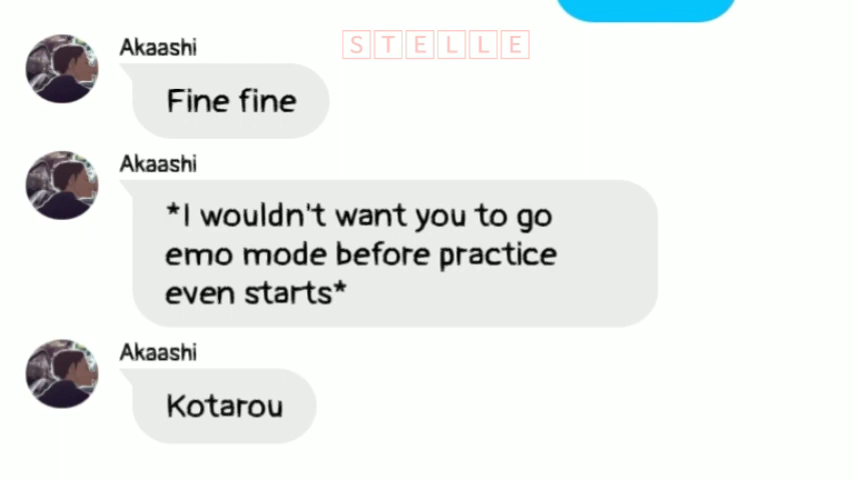 Akaashi
STELLE
Fine fine
Akaashi
*I wouldn't want you to go
emo mode before practice
even starts*
Akaashi
Kotarou